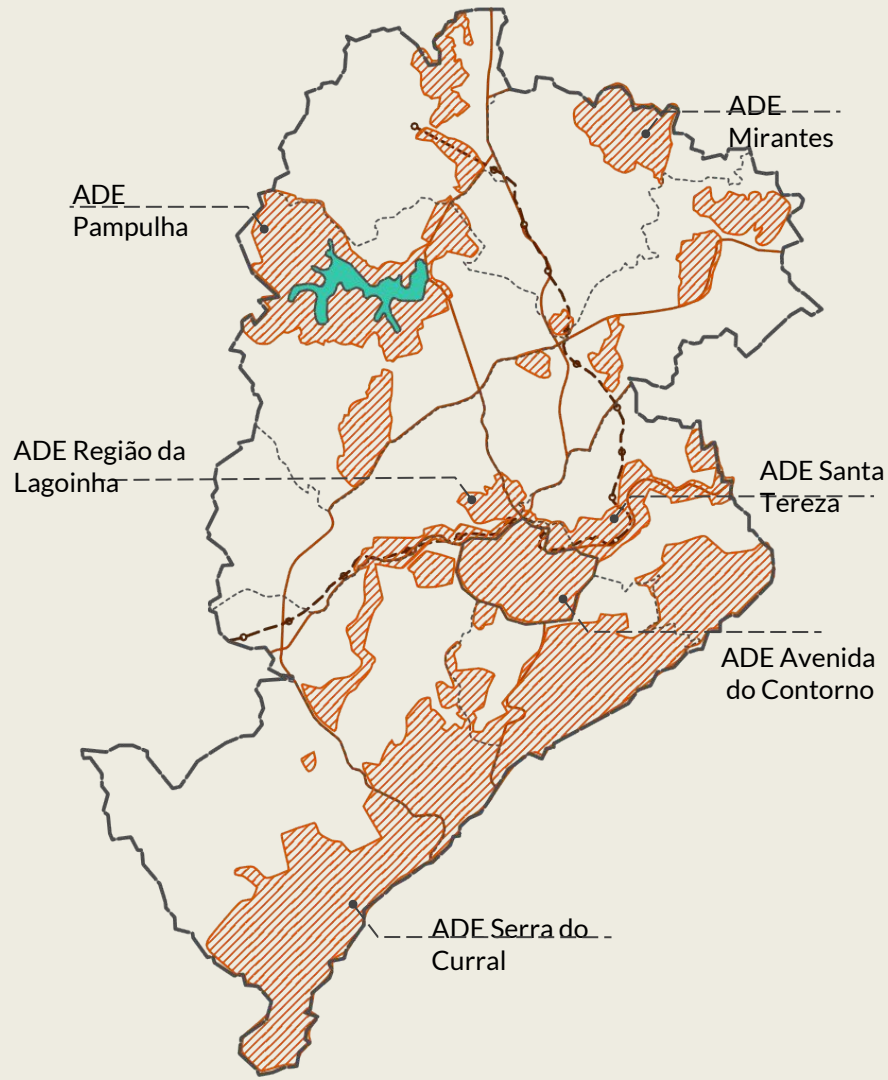 ADE
Mirantes
ADE
Pampulha
ADE Região da
Lagoinha
ADE Santa
Tereza
ADE Avenida
do Contorno
ADE Serra do
Curral